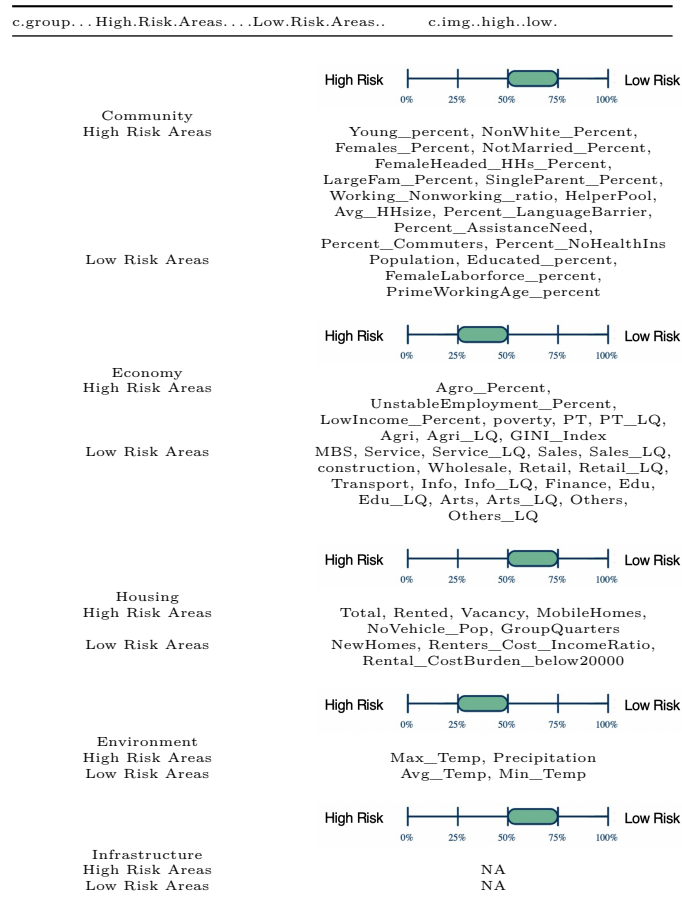 c.group. . . High.Risk.Areas. . . .Low.Risk.Areas.. c.img..high..low.
High Risk Low Risk
0% 25% 50% 75% 100%
Community
High Risk Areas Young_percent, NonWhite_Percent,
Females_Percent, NotMarried_Percent,
FemaleHeaded_HHs_Percent,
LargeFam_Percent, SingleParent_Percent,
Working_Nonworking_ratio, HelperPool,
Avg_HHsize, Percent_LanguageBarrier,
Percent_AssistanceNeed,
Percent_Commuters, Percent_NoHealthIns
Low Risk Areas Population, Educated_percent,
FemaleLaborforce_percent,
PrimeWorkingAge_percent
High Risk Low Risk
0% 25% 50% 75% 100%
Economy
High Risk Areas Agro_Percent,
UnstableEmployment_Percent,
LowIncome_Percent, poverty, PT, PT_LQ,
Agri, Agri_LQ, GINI_Index
Low Risk Areas MBS, Service, Service_LQ, Sales, Sales_LQ,
construction, Wholesale, Retail, Retail_LQ,
Transport, Info, Info_LQ, Finance, Edu,
Edu_LQ, Arts, Arts_LQ, Others,
Others_LQ
High Risk Low Risk
0% 25% 50% 75% 100%
Housing
High Risk Areas Total, Rented, Vacancy, MobileHomes,
NoVehicle_Pop, GroupQuarters
Low Risk Areas NewHomes, Renters_Cost_IncomeRatio,
Rental_CostBurden_below20000
High Risk Low Risk
0% 25% 50% 75% 100%
Environment
High Risk Areas Max_Temp, Precipitation
Low Risk Areas Avg_Temp, Min_Temp
High Risk Low Risk
0% 25% 50% 75% 100%
Infrastructure
High Risk Areas NA
Low Risk Areas NA